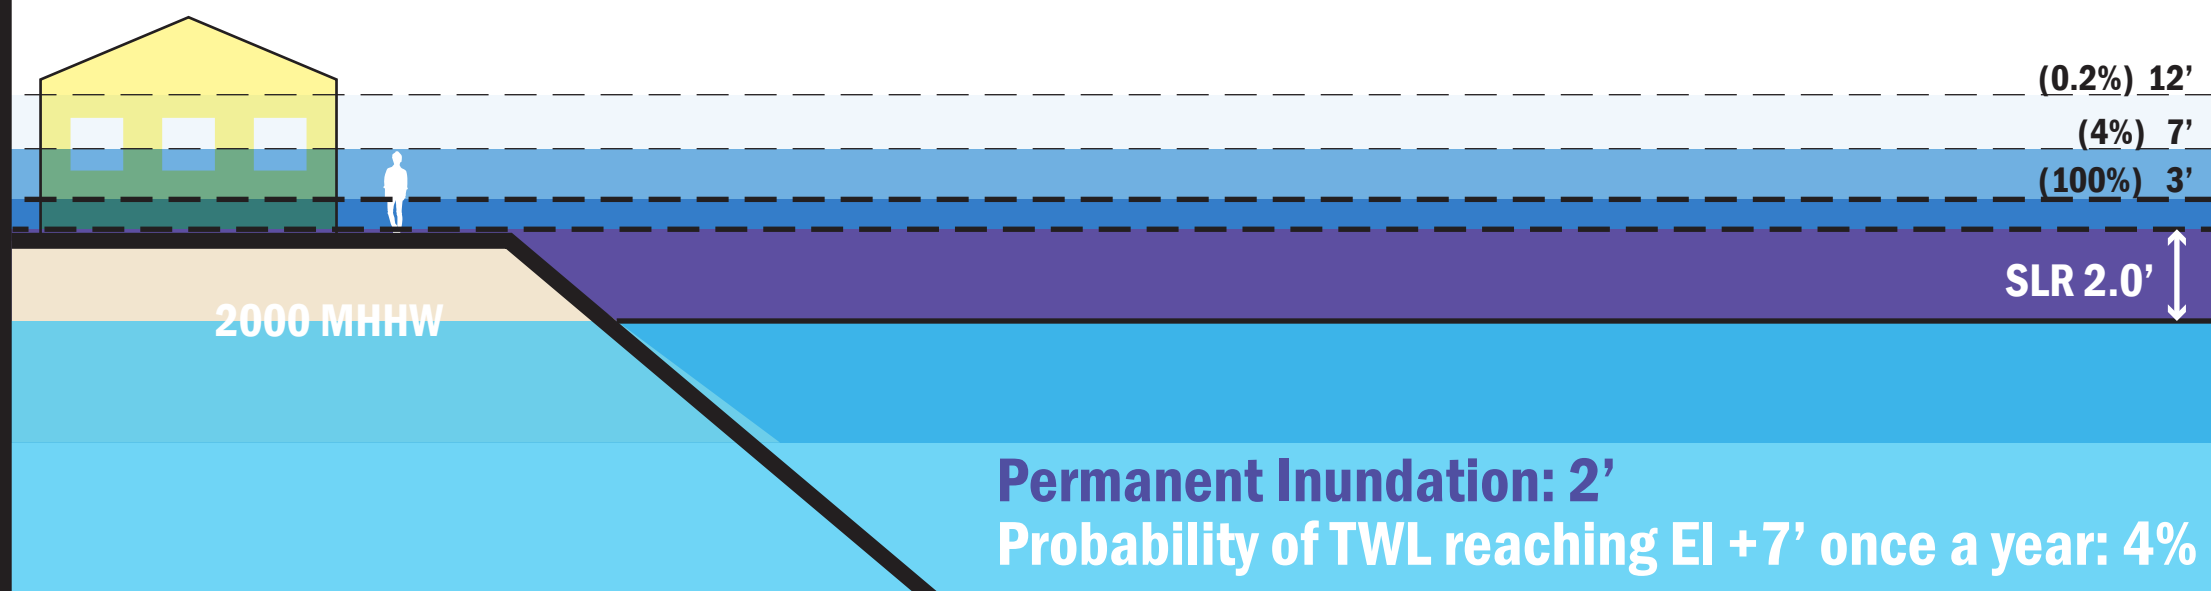 (0.2%) 12’
(4%) 7’
(100%) 3’
SLR 2.0’
2000 MHHW
Permanent Inundation: 2’
Probability of TWL reaching El +7’ once a year: 4%